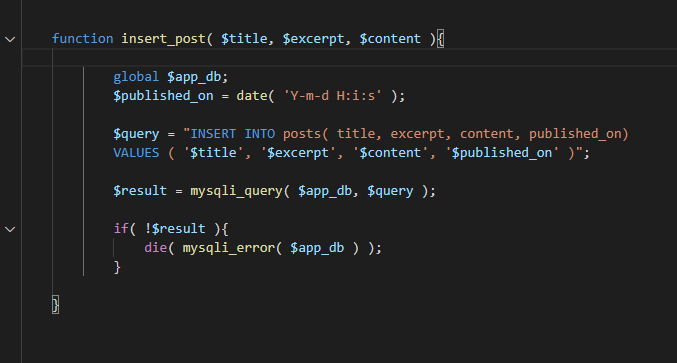 function insert_post( $title, $excerpt, $content ){
global $app_db;
$published_on = date( 'Y-m-d H:i:s' );
$query = "INSERT INTO posts( title, excerpt, content, published_on)
VALUES ( '$title', '$excerpt', '$content', '$published_on' )";
$result = mysqli_query( $app_db, $query );
if( !$result ){
die( mysqli_error( $app_db ) );
}
}